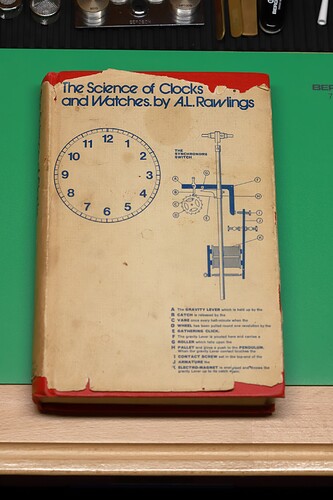 The Science of Clocks
and Watches. by A.L. Rawlings
THE
SYNCHRONOME
SWITCH
12
11
1
10
2
9
3
8
4
7
5
6
A The GRAVITY LEVER which is held up by the
B CATCH is released by the
C VANE once every half-minute when the
D WHEEL has been pulled round one revolution by the
E GATHERING CLICK.
F The gravity Lever is pivoted here and carries a
G ROLLER which rides upon the
H PALLET and gives a push to the PENDULUM.
When the gravity Lever contact touches the
I CONTACT SCREW set in the top end of the
J ARMATURE the
K ELECTRO-MAGNET is energised and throws the
gravity Lever up to its catch again.
BER